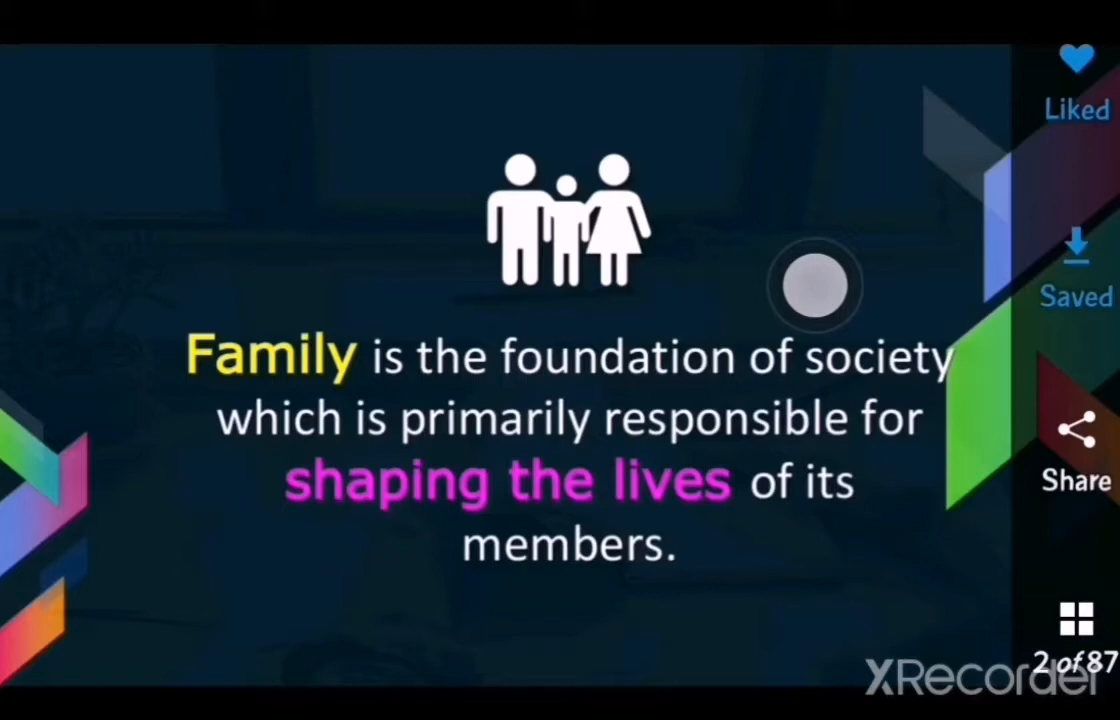 Liked
Saved
Family is the foundation of society
which is primarily responsible for
shaping the lives of its
members.
Share
2 of 87
XRecorder